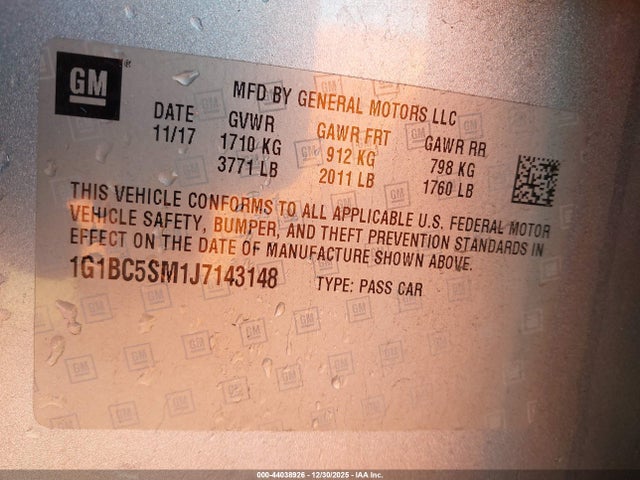 GM®
MFD BY GENERAL MOTORS LLC
DATE GVWR GAWR FRT GAWR RR
11/17 1710 KG 912 KG 798 KG
3771 LB 2011 LB 1760 LB
THIS VEHICLE CONFORMS TO ALL APPLICABLE U.S. FEDERAL MOTOR
VEHICLE SAFETY, BUMPER, AND THEFT PREVENTION STANDARDS IN
EFFECT ON THE DATE OF MANUFACTURE SHOWN ABOVE.
1G1BC5SM1J7143148 TYPE: PASS CAR
000-44038926 - 12/30/2025 - IAA Inc.